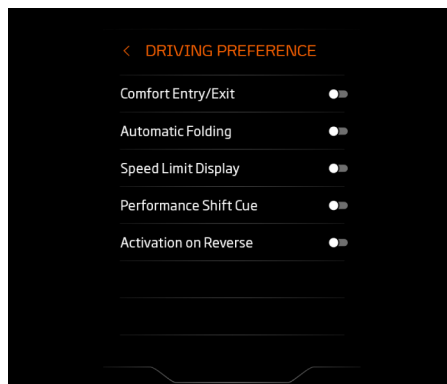 DRIVING PREFERENCE
Comfort Entry/Exit
Automatic Folding
Speed Limit Display
Performance Shift Cue
Activation on Reverse